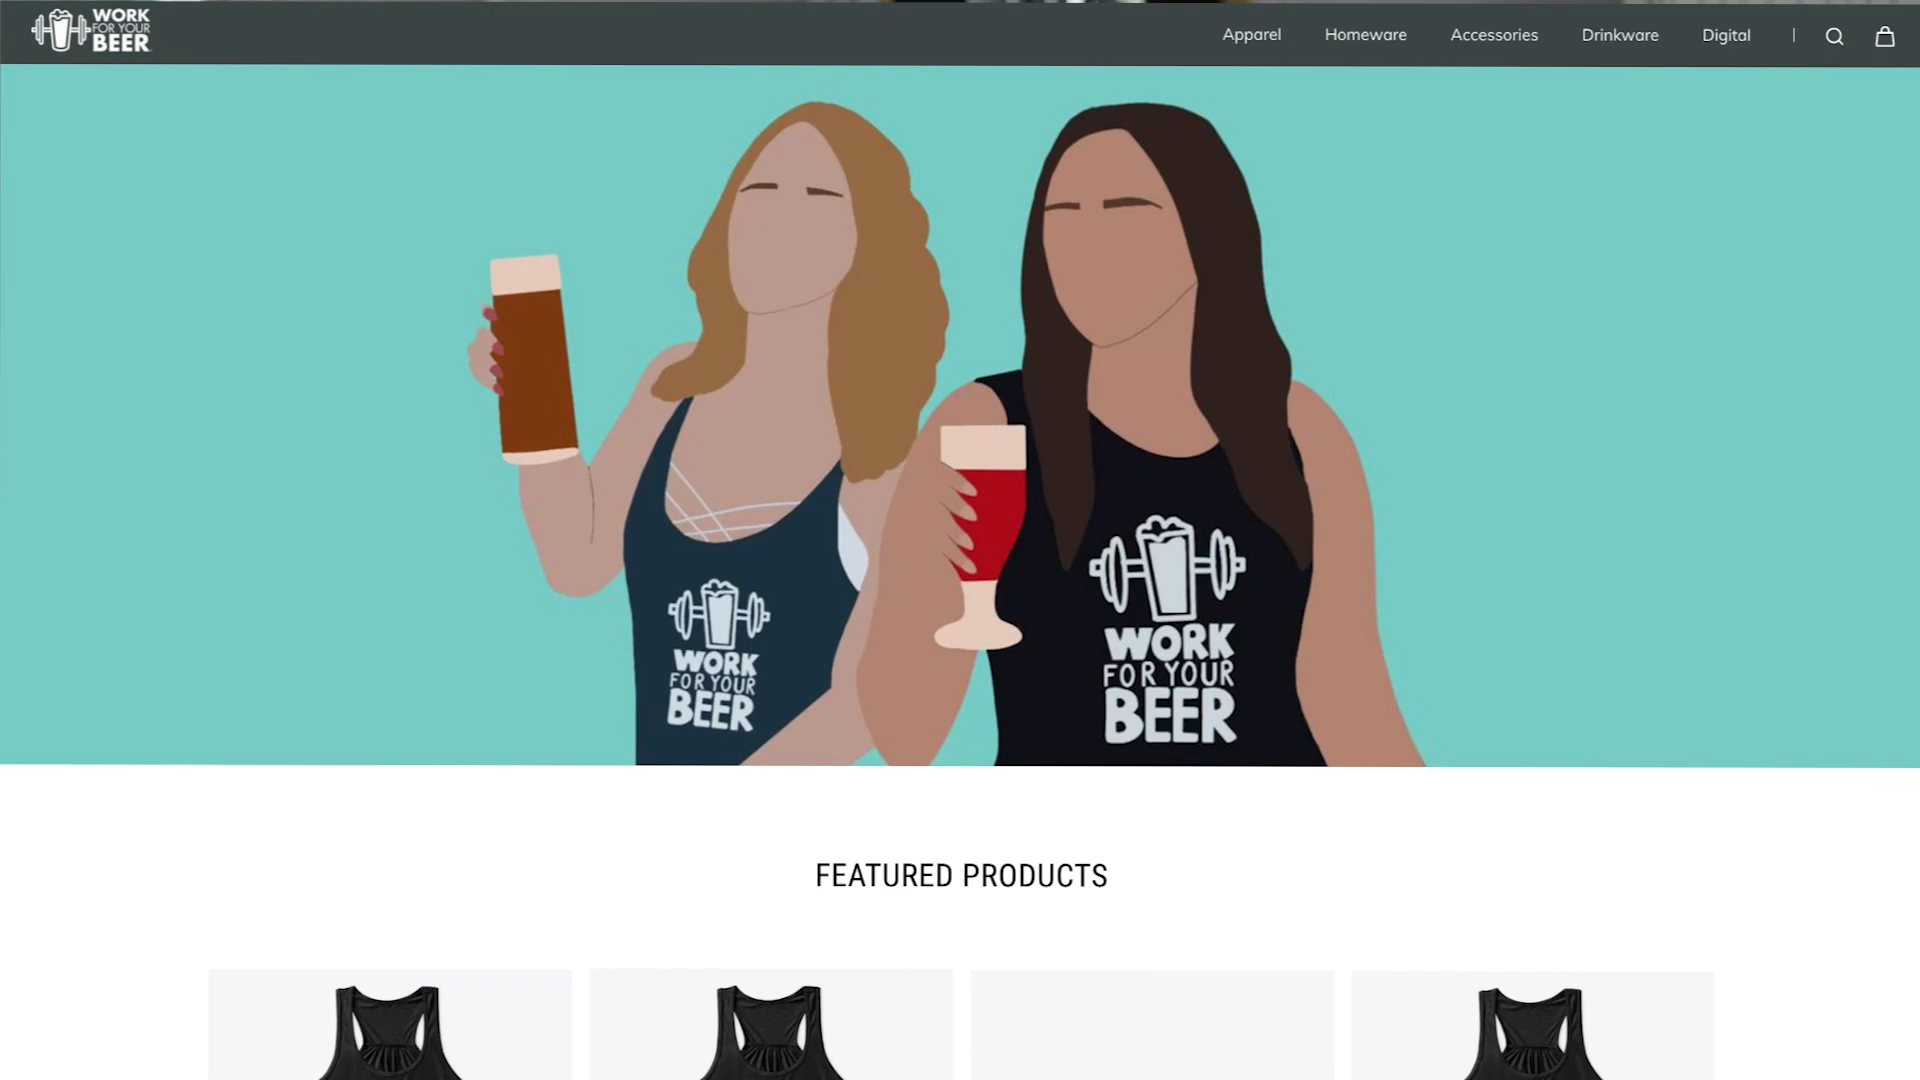 WORK
FOR YOUR
BEER
Apparel Homeware Accessories Drinkware Digital
WORK
FOR YOUR
BEER
WORK
FOR YOUR
BEER
FEATURED PRODUCTS